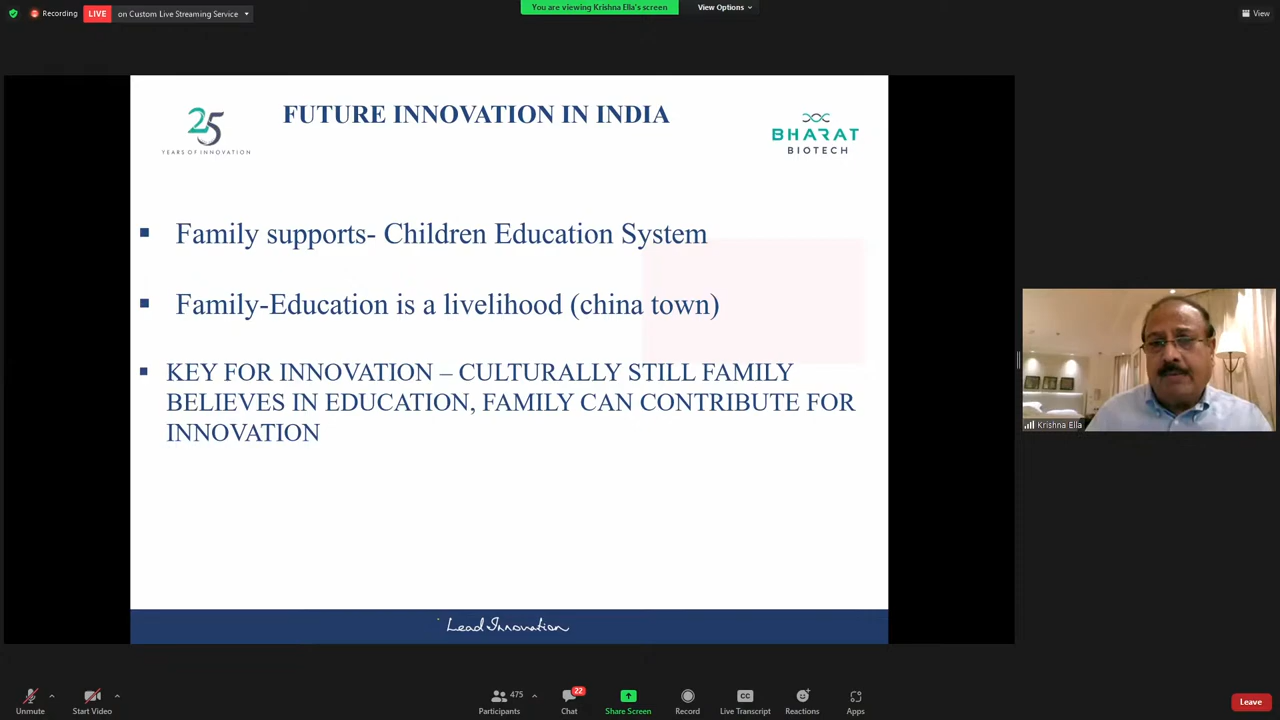 Recording
LIVE
on Custom Live Streaming Service
You are viewing Krishna Ella's screen
View Options
View
25
YEARS OF INNOVATION
FUTURE INNOVATION IN INDIA
BHARAT
BIOTECH
Family supports- Children Education System
Family-Education is a livelihood (china town)
KEY FOR INNOVATION – CULTURALLY STILL FAMILY
BELIEVES IN EDUCATION, FAMILY CAN CONTRIBUTE FOR
INNOVATION
Lead Innovation
Krishna Ella
Unmute
Start Video
475
Participants
22
Chat
Share Screen
Record
CC
Live Transcript
Reactions
Apps
Leave